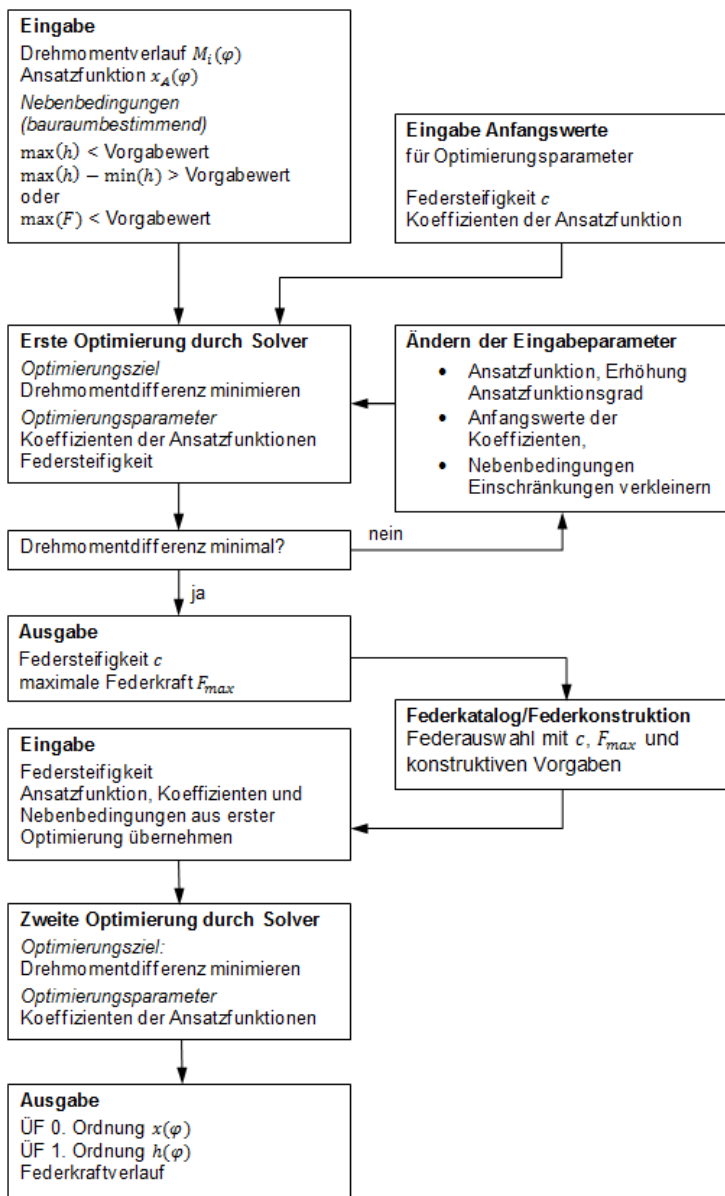 Eingabe
Drehmomentverlauf M_i(φ)
Ansatzfunktion x_A(φ)
Nebenbedingungen
(bauraumbestimmend)
max(h) < Vorgabewert
max(h) − min(h) > Vorgabewert
oder
max(F) < Vorgabewert
Eingabe Anfangswerte
für Optimierungsparameter
Federsteifigkeit c
Koeffizienten der Ansatzfunktion
Erste Optimierung durch Solver
Optimierungsziel
Drehmomentdifferenz minimieren
Optimierungsparameter
Koeffizienten der Ansatzfunktionen
Federsteifigkeit
Ändern der Eingabeparameter
• Ansatzfunktion, Erhöhung
Ansatzfunktionsgrad
• Anfangswerte der
Koeffizienten,
• Nebenbedingungen
Einschränkungen verkleinern
Drehmomentdifferenz minimal?
nein
ja
Ausgabe
Federsteifigkeit c
maximale Federkraft F_max
Federkatalog/Federkonstruktion
Federauswahl mit c, F_max und
konstruktiven Vorgaben
Eingabe
Federsteifigkeit
Ansatzfunktion, Koeffizienten und
Nebenbedingungen aus erster
Optimierung übernehmen
Zweite Optimierung durch Solver
Optimierungsziel:
Drehmomentdifferenz minimieren
Optimierungsparameter
Koeffizienten der Ansatzfunktionen
Ausgabe
ÜF 0. Ordnung x(φ)
ÜF 1. Ordnung h(φ)
Federkraftverlauf